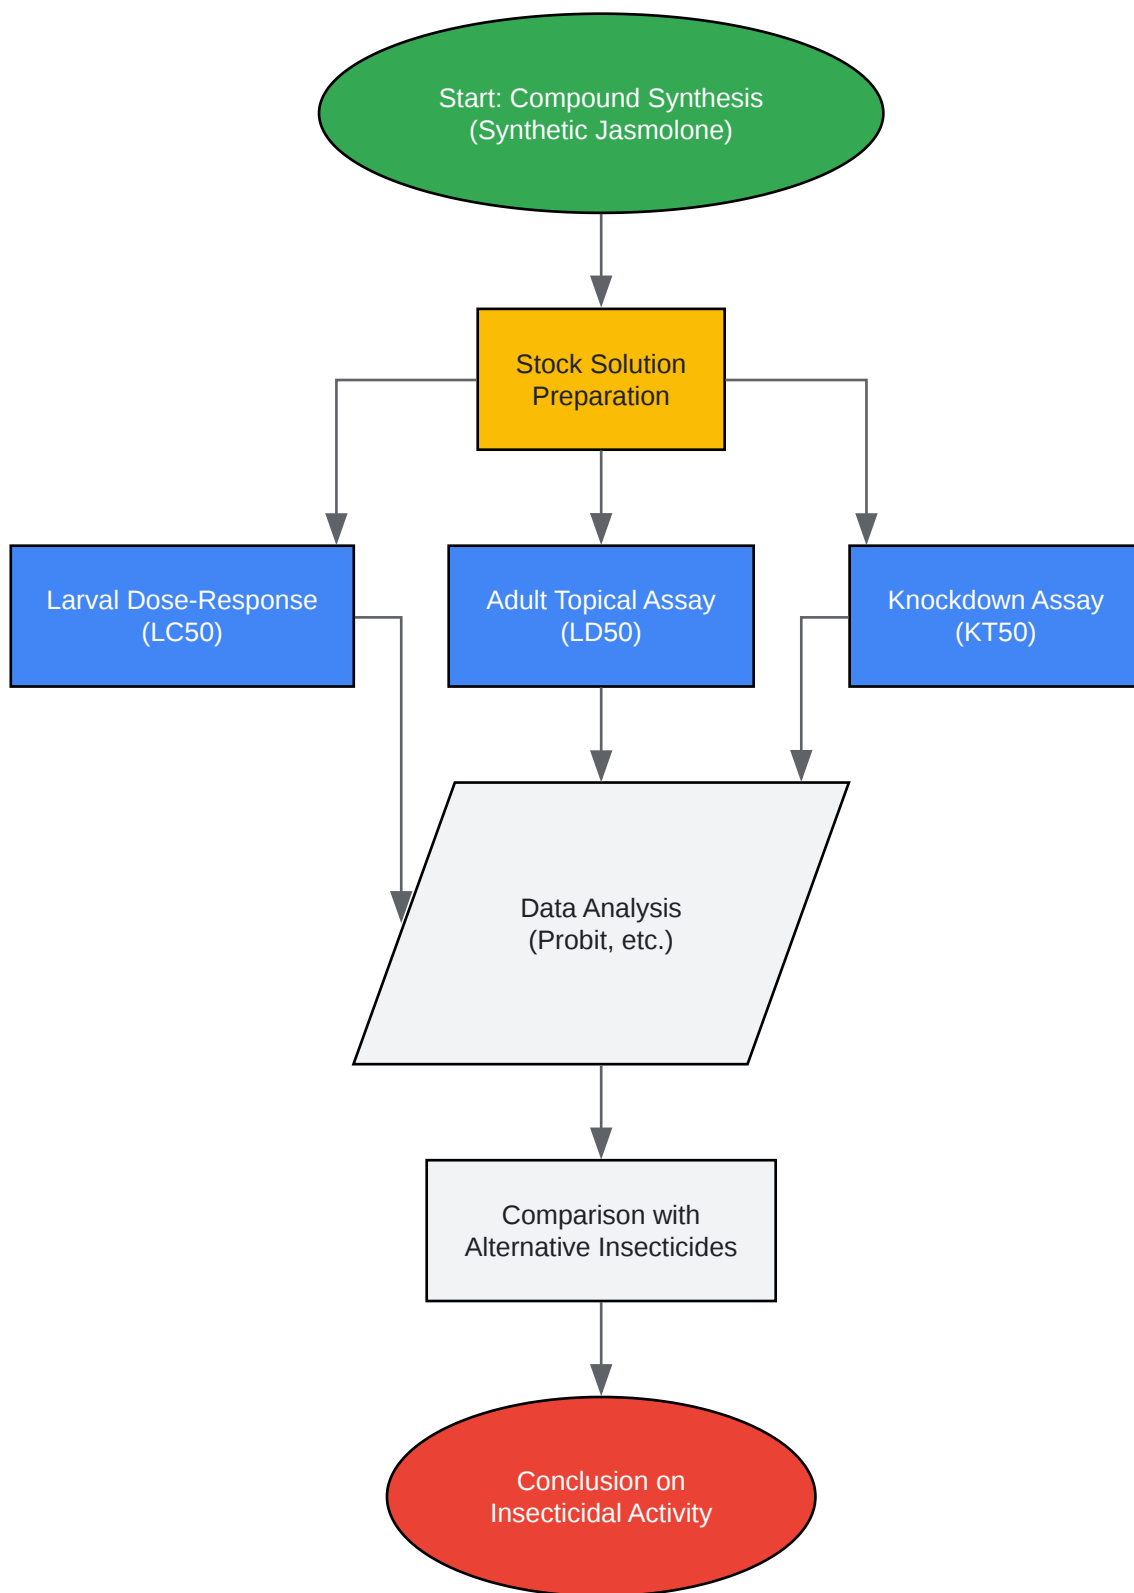 Start: Compound Synthesis
(Synthetic Jasmolone)
Stock Solution
Preparation
Larval Dose-Response
(LC50)
Adult Topical Assay
(LD50)
Knockdown Assay
(KT50)
Data Analysis
(Probit, etc.)
Comparison with
Alternative Insecticides
Conclusion on
Insecticidal Activity